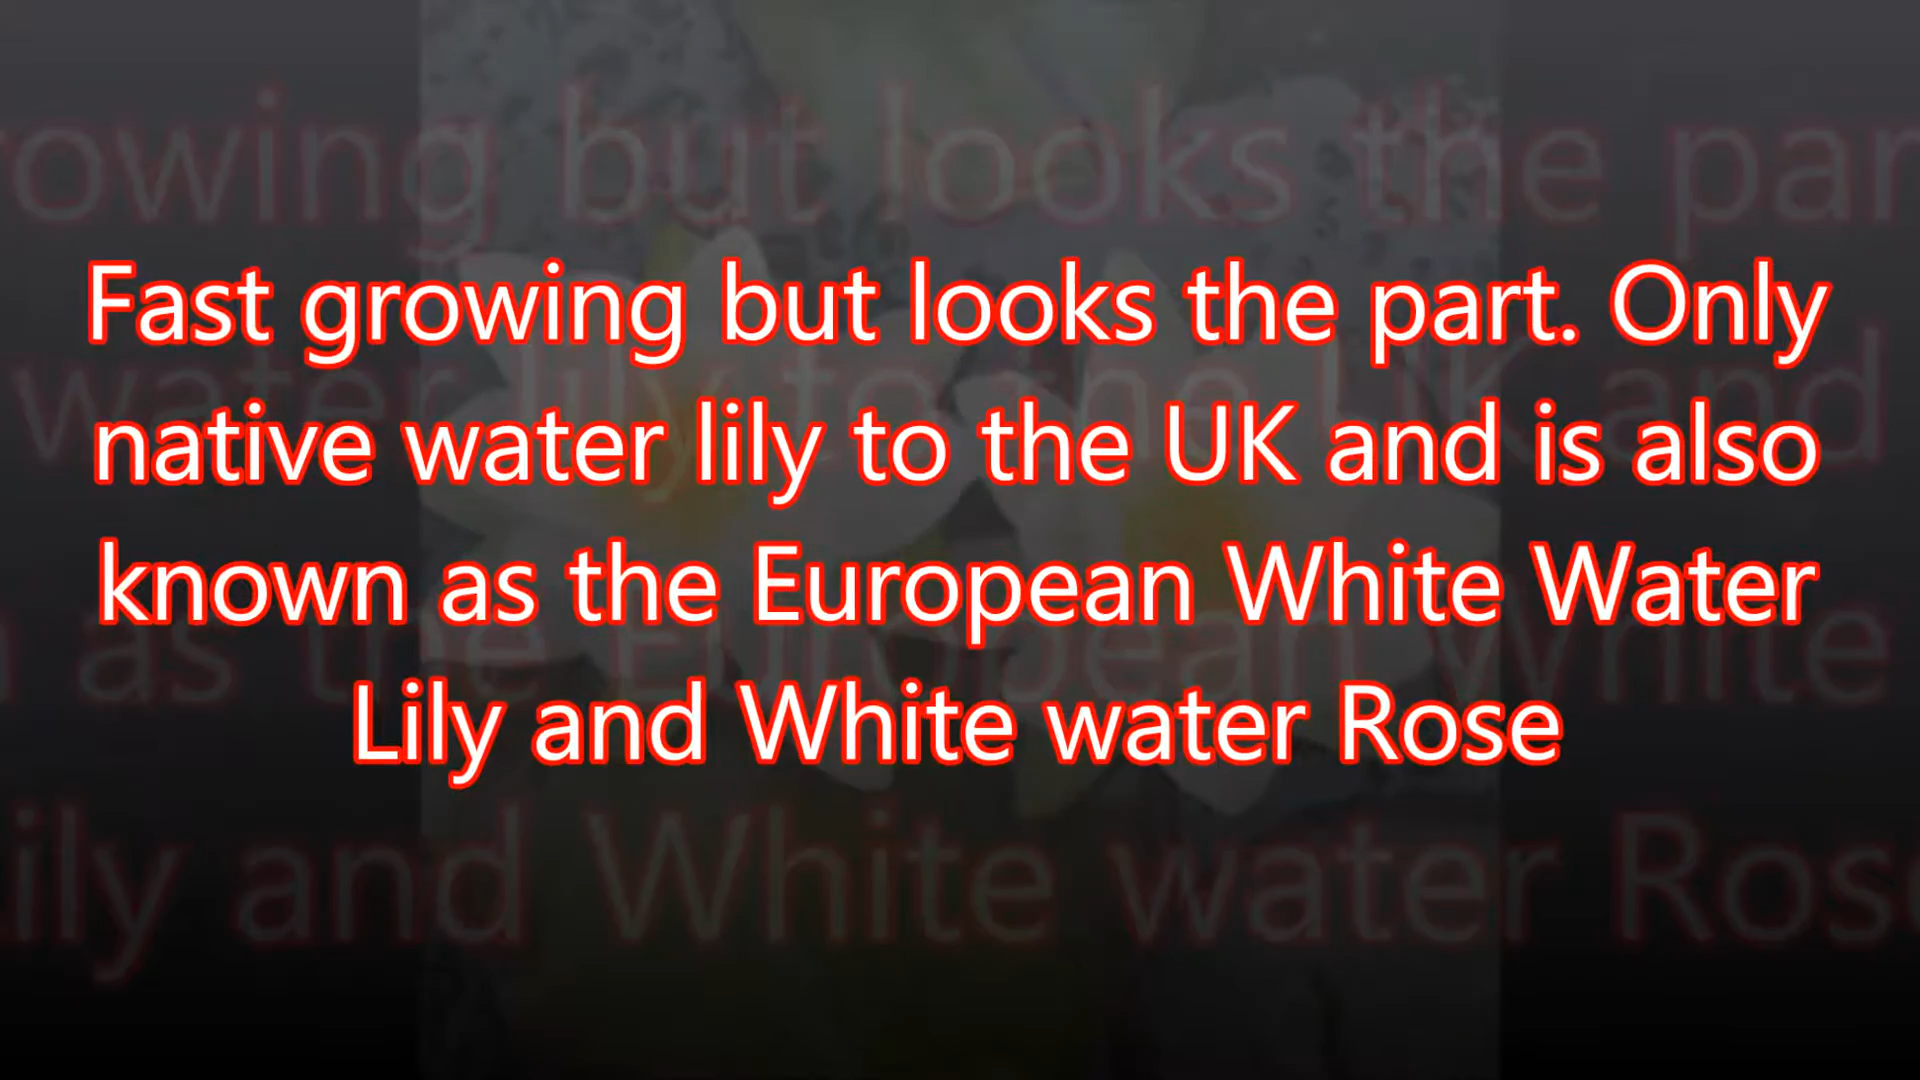 Fast growing but looks the part. Only
native water lily to the UK and is also
known as the European White Water
Lily and White water Rose